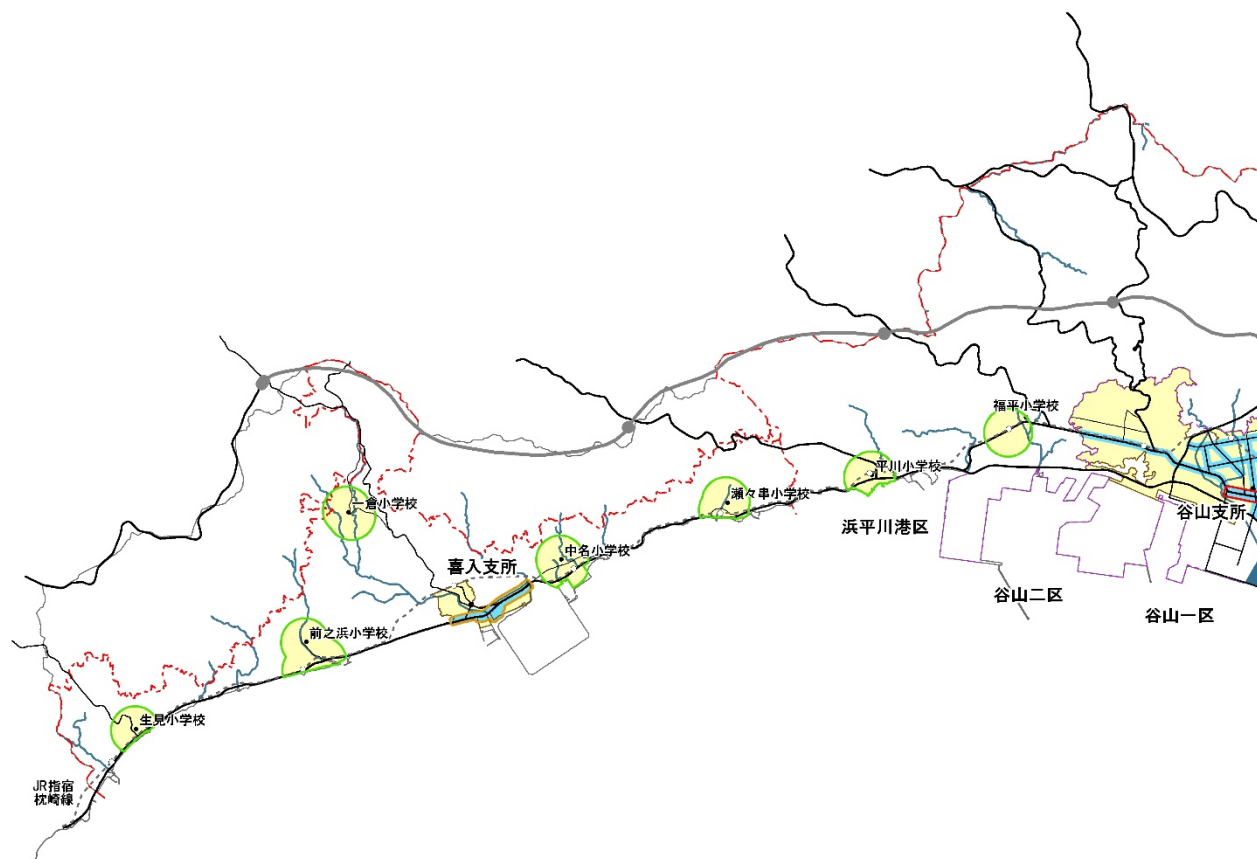 福平小学校
平川小学校
瀬々串小学校
一倉小学校
谷山支所
浜平川港区
中名小学校
喜入支所
谷山二区
谷山一区
前之浜小学校
生見小学校
JR指宿
枕崎線